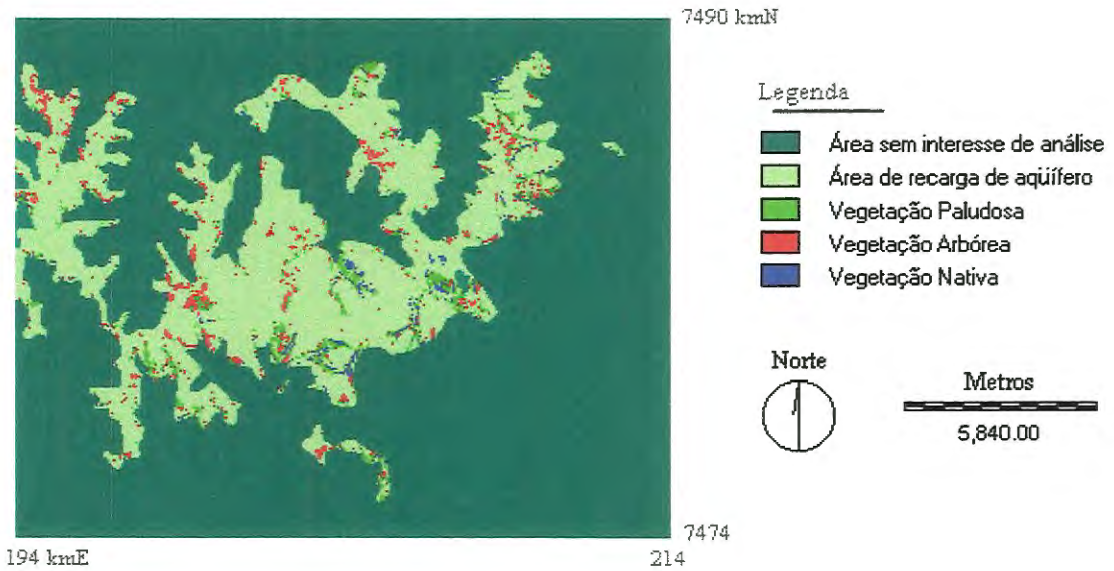 7490 kmN
Legenda
Área sem interesse de análise
Área de recarga de aqüífero
Vegetação Paludosa
Vegetação Arbórea
Vegetação Nativa
Norte
Metros
5,840.00
7474
194 kmE
214